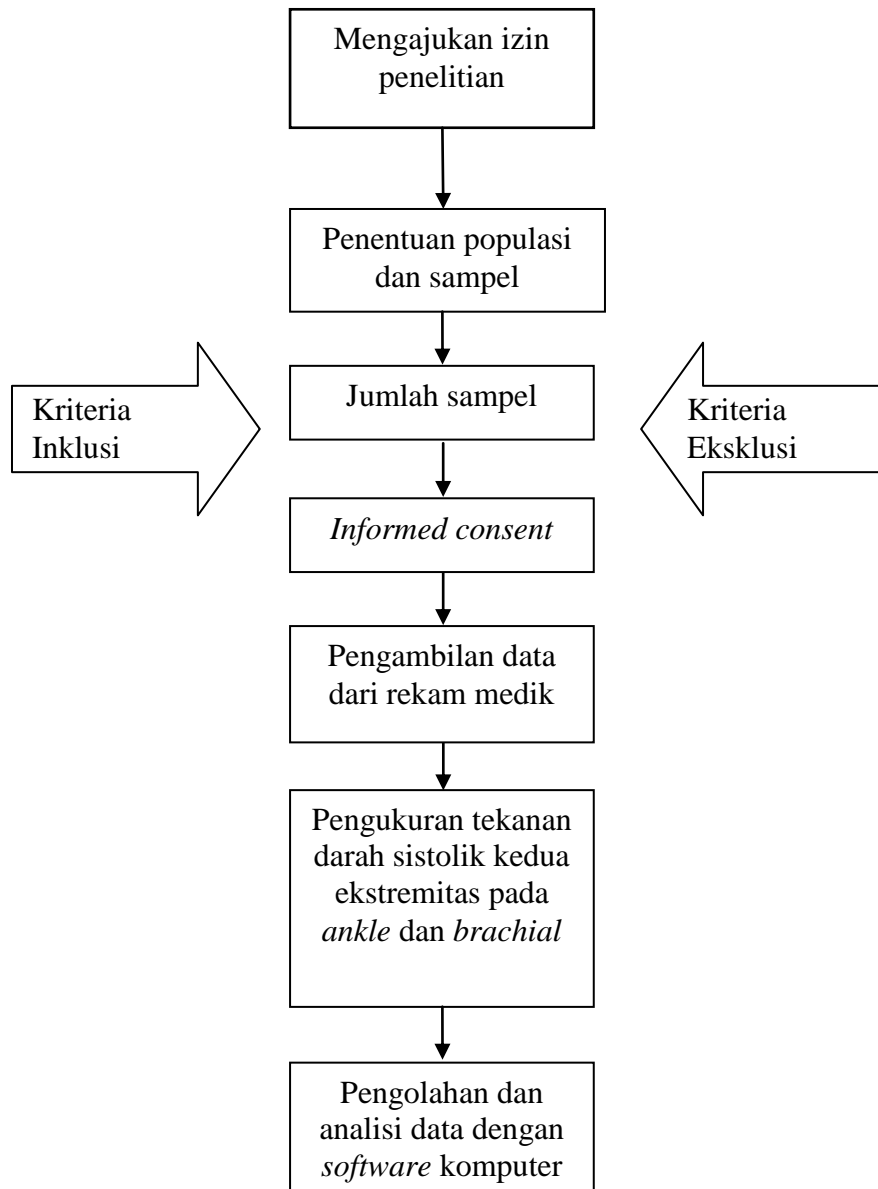 Mengajukan izin
penelitian
Penentuan populasi
dan sampel
Kriteria
Inklusi
Jumlah sampel
Kriteria
Eksklusi
Informed consent
Pengambilan data
dari rekam medik
Pengukuran tekanan
darah sistolik kedua
ekstremitas pada
ankle dan brachial
Pengolahan dan
analisi data dengan
software komputer